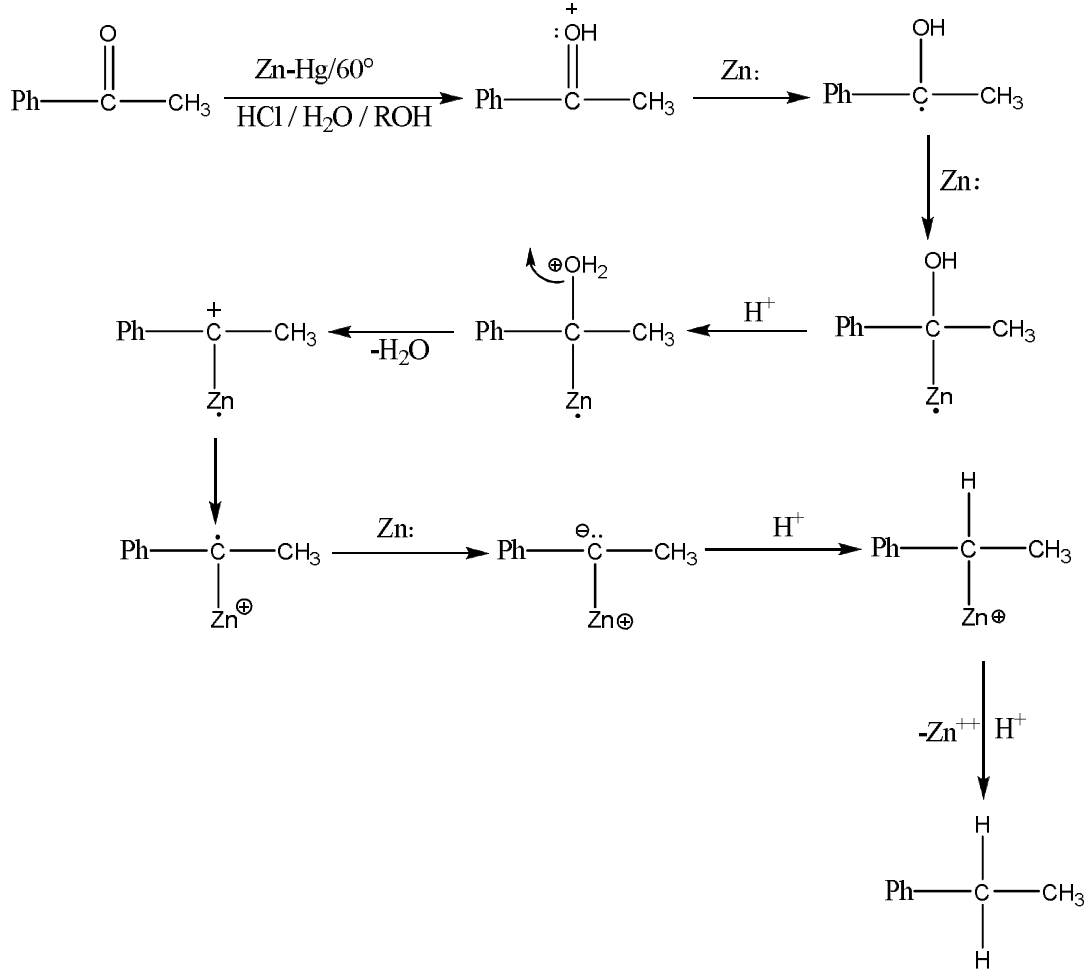 O
Ph C CH3
Zn-Hg/60°
HCl / H2O / ROH
+
:OH
Ph C CH3
Zn:
OH
Ph C CH3
Zn:
OH
Ph C CH3
Zn
H+
⊕OH2
Ph C CH3
Zn
-H2O
+
Ph C CH3
Zn
Ph C CH3
Zn⊕
Zn:
⊖..
Ph C CH3
Zn⊕
H+
H
Ph C CH3
Zn⊕
-Zn++ H+
H
Ph C CH3
H